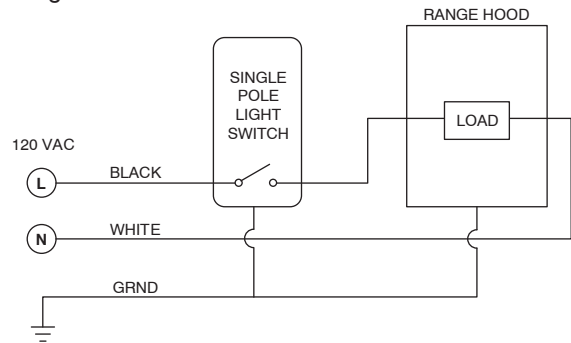 RANGE HOOD
SINGLE
POLE
LIGHT
SWITCH
LOAD
120 VAC
L
BLACK
N
WHITE
GRND